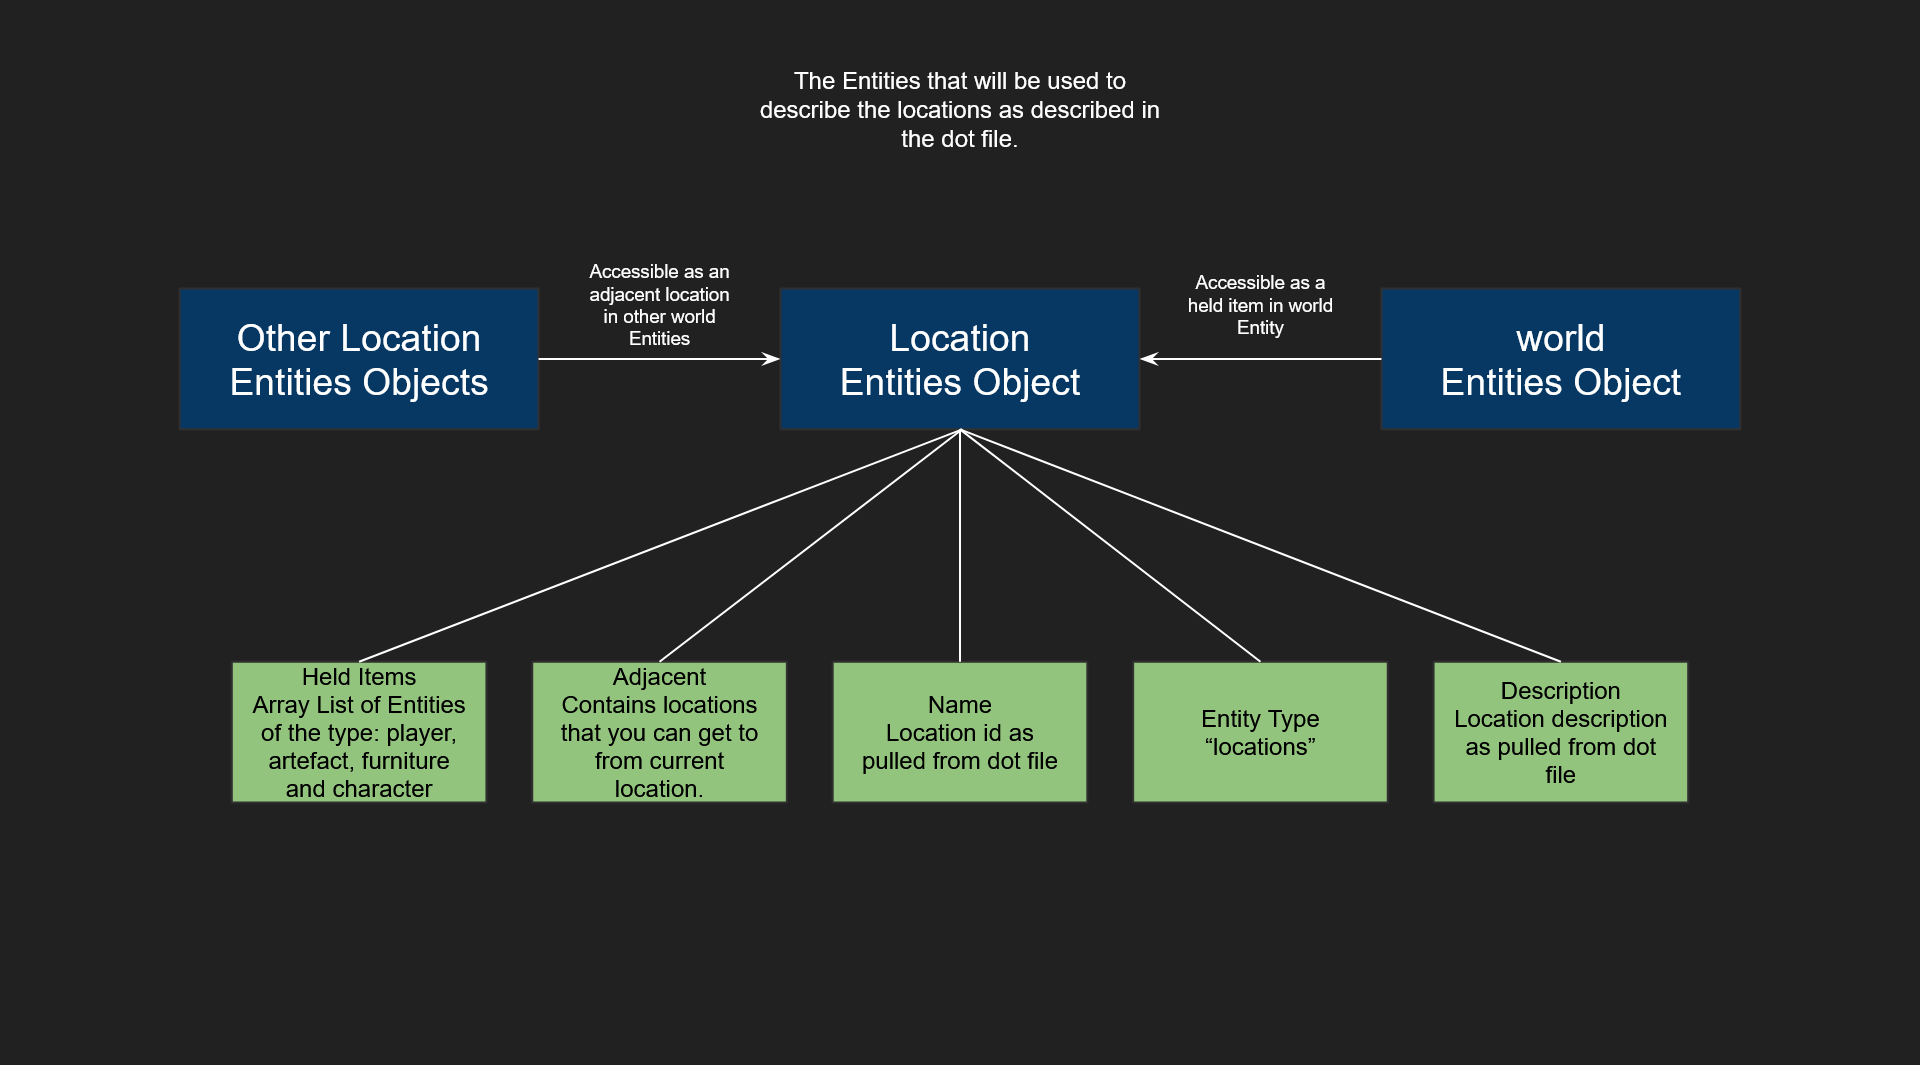 The Entities that will be used to
describe the locations as described in
the dot file.
Accessible as an
adjacent location
in other world
Entities
Accessible as a
held item in world
Entity
Other Location
Entities Objects
Location
Entities Object
world
Entities Object
Held Items
Array List of Entities
of the type: player,
artefact, furniture
and character
Adjacent
Contains locations
that you can get to
from current
location.
Name
Location id as
pulled from dot file
Entity Type
“locations”
Description
Location description
as pulled from dot
file